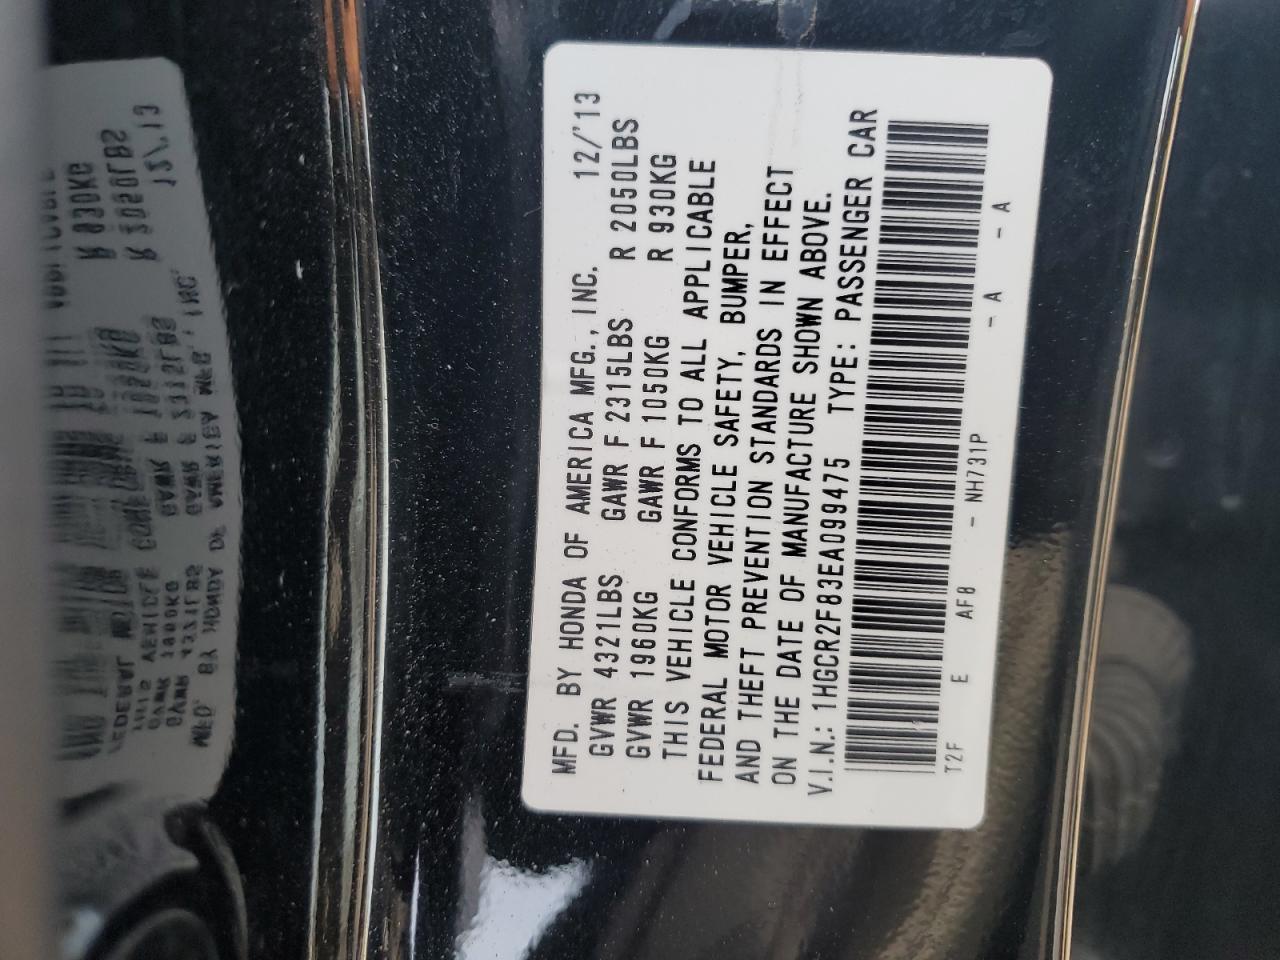 MFD. BY HONDA OF AMERICA MFG., INC. 12/'13
GVWR 4321LBS GAWR F 2315LBS R 2050LBS
GVWR 1960KG GAWR F 1050KG R 930KG
THIS VEHICLE CONFORMS TO ALL APPLICABLE
FEDERAL MOTOR VEHICLE SAFETY, BUMPER,
AND THEFT PREVENTION STANDARDS IN EFFECT
ON THE DATE OF MANUFACTURE SHOWN ABOVE.
V.I.N.: 1HGCR2F83EA099475 TYPE: PASSENGER CAR
T2F E AF8 - NH731P - A - A